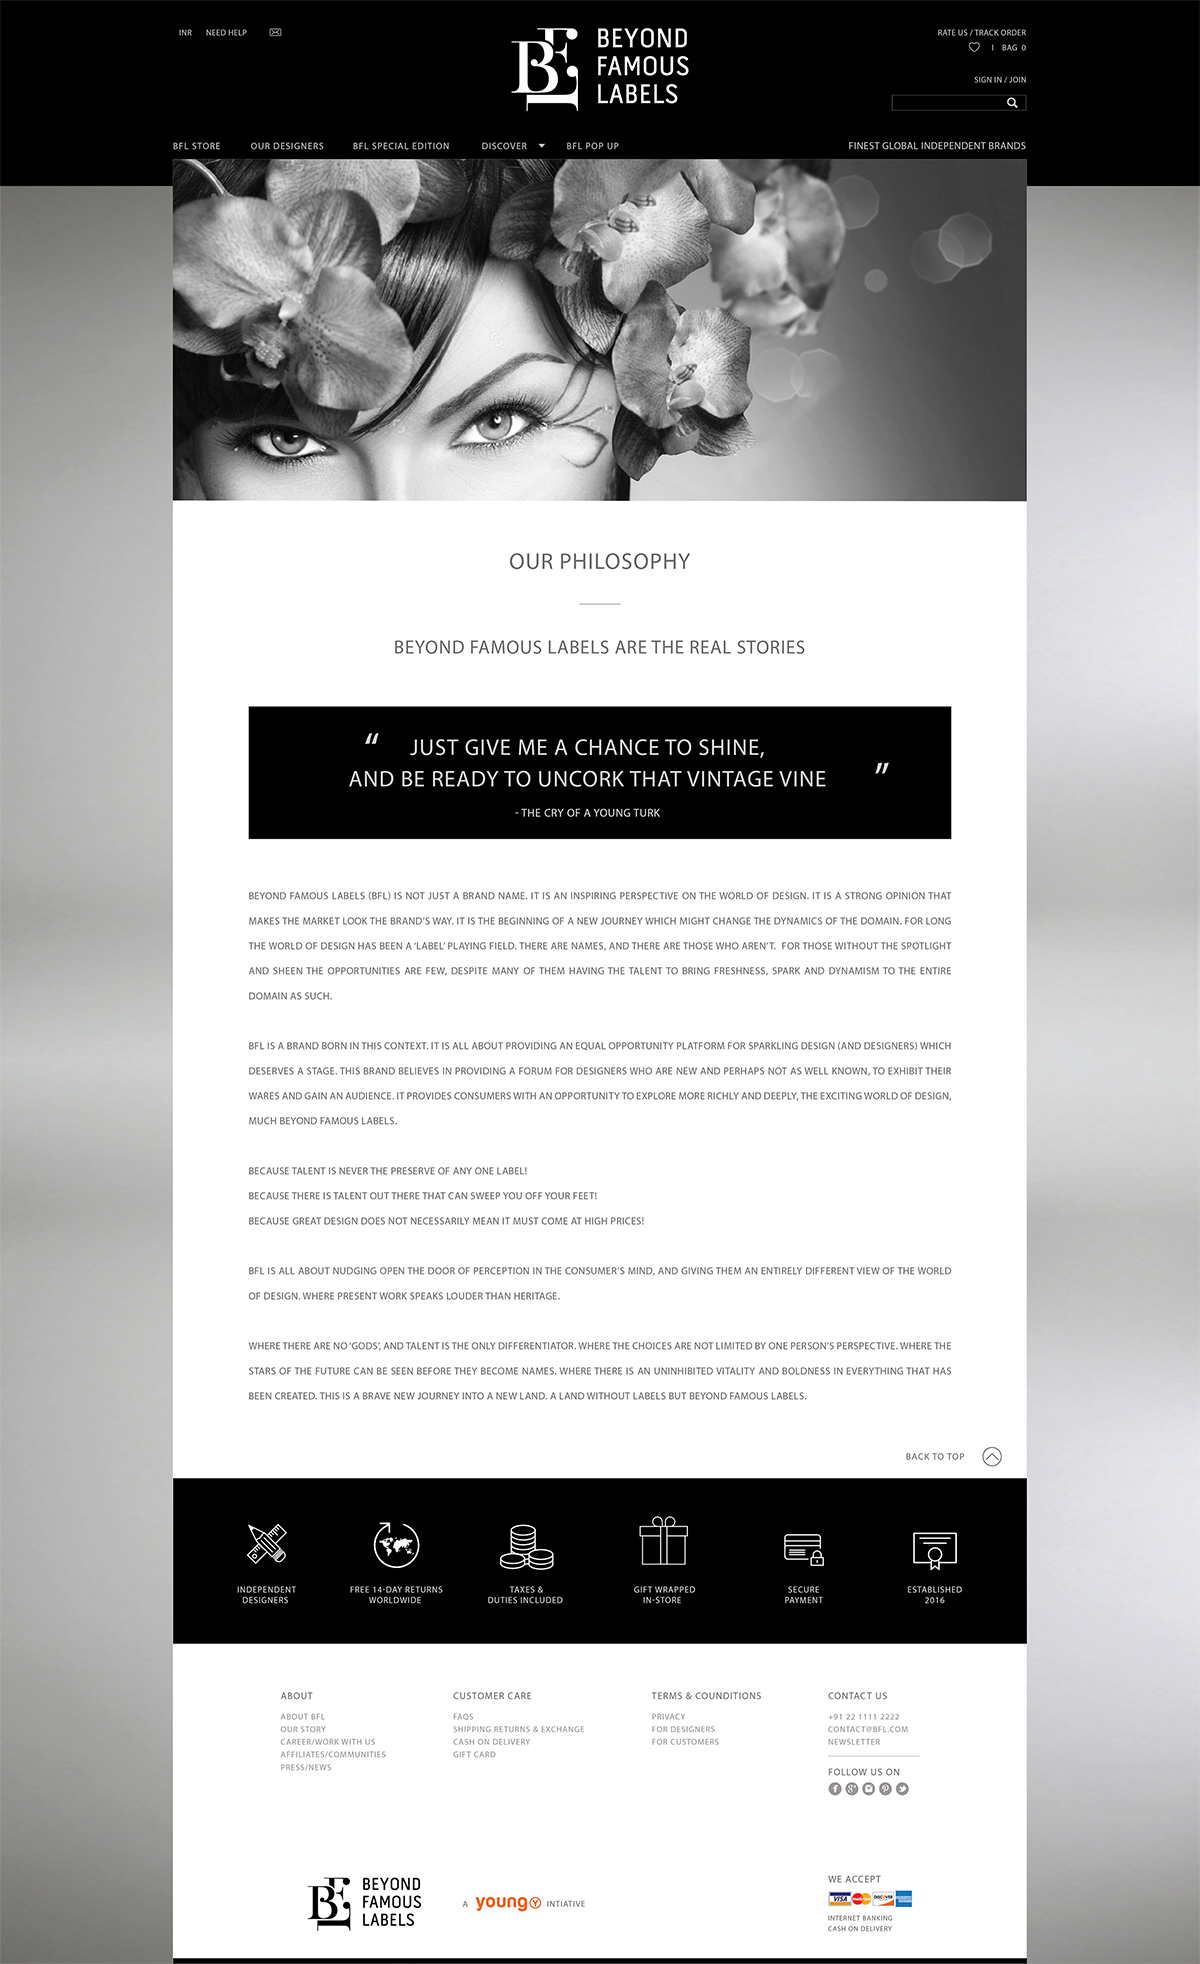 INR NEED HELP
BEYOND
FAMOUS
LABELS
RATE US / TRACK ORDER
I BAG 0
SIGN IN / JOIN
BFL STORE OUR DESIGNERS BFL SPECIAL EDITION DISCOVER BFL POP UP FINEST GLOBAL INDEPENDENT BRANDS
OUR PHILOSOPHY
BEYOND FAMOUS LABELS ARE THE REAL STORIES
“ JUST GIVE ME A CHANCE TO SHINE,
AND BE READY TO UNCORK THAT VINTAGE VINE ”
- THE CRY OF A YOUNG TURK
BEYOND FAMOUS LABELS (BFL) IS NOT JUST A BRAND NAME. IT IS AN INSPIRING PERSPECTIVE ON THE WORLD OF DESIGN. IT IS A STRONG OPINION THAT
MAKES THE MARKET LOOK THE BRAND’S WAY. IT IS THE BEGINNING OF A NEW JOURNEY WHICH MIGHT CHANGE THE DYNAMICS OF THE DOMAIN. FOR LONG
THE WORLD OF DESIGN HAS BEEN A ‘LABEL’ PLAYING FIELD. THERE ARE NAMES, AND THERE ARE THOSE WHO AREN’T. FOR THOSE WITHOUT THE SPOTLIGHT
AND SHEEN THE OPPORTUNITIES ARE FEW, DESPITE MANY OF THEM HAVING THE TALENT TO BRING FRESHNESS, SPARK AND DYNAMISM TO THE ENTIRE
DOMAIN AS SUCH.
BFL IS A BRAND BORN IN THIS CONTEXT. IT IS ALL ABOUT PROVIDING AN EQUAL OPPORTUNITY PLATFORM FOR SPARKLING DESIGN (AND DESIGNERS) WHICH
DESERVES A STAGE. THIS BRAND BELIEVES IN PROVIDING A FORUM FOR DESIGNERS WHO ARE NEW AND PERHAPS NOT AS WELL KNOWN, TO EXHIBIT THEIR
WARES AND GAIN AN AUDIENCE. IT PROVIDES CONSUMERS WITH AN OPPORTUNITY TO EXPLORE MORE RICHLY AND DEEPLY, THE EXCITING WORLD OF DESIGN,
MUCH BEYOND FAMOUS LABELS.
BECAUSE TALENT IS NEVER THE PRESERVE OF ANY ONE LABEL!
BECAUSE THERE IS TALENT OUT THERE THAT CAN SWEEP YOU OFF YOUR FEET!
BECAUSE GREAT DESIGN DOES NOT NECESSARILY MEAN IT MUST COME AT HIGH PRICES!
BFL IS ALL ABOUT NUDGING OPEN THE DOOR OF PERCEPTION IN THE CONSUMER’S MIND, AND GIVING THEM AN ENTIRELY DIFFERENT VIEW OF THE WORLD
OF DESIGN. WHERE PRESENT WORK SPEAKS LOUDER THAN HERITAGE.
WHERE THERE ARE NO ‘GODS’, AND TALENT IS THE ONLY DIFFERENTIATOR. WHERE THE CHOICES ARE NOT LIMITED BY ONE PERSON’S PERSPECTIVE. WHERE THE
STARS OF THE FUTURE CAN BE SEEN BEFORE THEY BECOME NAMES. WHERE THERE IS AN UNINHIBITED VITALITY AND BOLDNESS IN EVERYTHING THAT HAS
BEEN CREATED. THIS IS A BRAVE NEW JOURNEY INTO A NEW LAND. A LAND WITHOUT LABELS BUT BEYOND FAMOUS LABELS.
BACK TO TOP
INDEPENDENT
DESIGNERS
FREE 14-DAY RETURNS
WORLDWIDE
TAXES &
DUTIES INCLUDED
GIFT WRAPPED
IN-STORE
SECURE
PAYMENT
ESTABLISHED
2016
ABOUT
ABOUT BFL
OUR STORY
CAREER/WORK WITH US
AFFILIATES/COMMUNITIES
PRESS/NEWS
CUSTOMER CARE
FAQS
SHIPPING RETURNS & EXCHANGE
CASH ON DELIVERY
GIFT CARD
TERMS & COUNDITIONS
PRIVACY
FOR DESIGNERS
FOR CUSTOMERS
CONTACT US
+91 22 1111 2222
CONTACT@BFL.COM
NEWSLETTER
FOLLOW US ON
BEYOND
FAMOUS
LABELS
A young Y INTIATIVE
WE ACCEPT
VISA MasterCard DISCOVER
INTERNET BANKING
CASH ON DELIVERY